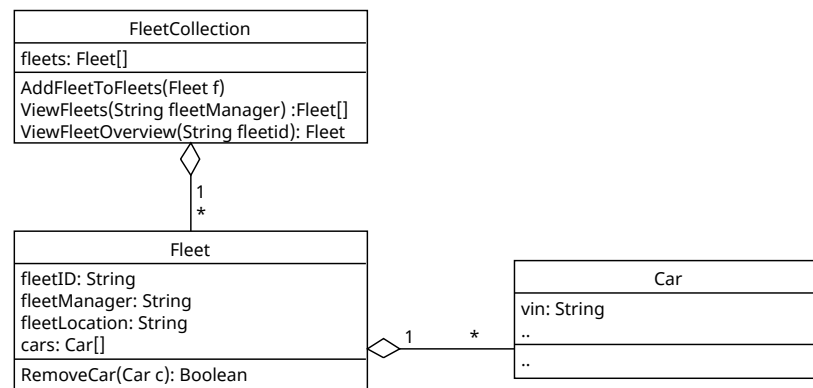 FleetCollection
fleets: Fleet[]
AddFleetToFleets(Fleet f)
ViewFleets(String fleetManager) :Fleet[]
ViewFleetOverview(String fleetid): Fleet
1
*
Fleet
fleetID: String
fleetManager: String
fleetLocation: String
cars: Car[]
RemoveCar(Car c): Boolean
1 *
Car
vin: String
..
..